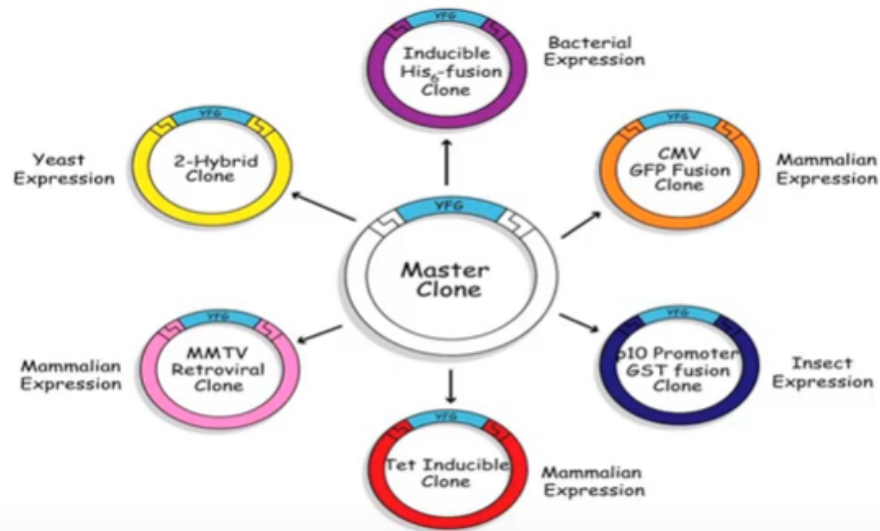 YFG
Inducible
His6-fusion
Clone
Bacterial
Expression
YFG
2-Hybrid
Clone
Yeast
Expression
YFG
CMV
GFP Fusion
Clone
Mammalian
Expression
YFG
Master
Clone
YFG
MMTV
Retroviral
Clone
Mammalian
Expression
YFG
p10 Promoter
GST fusion
Clone
Insect
Expression
YFG
Tet Inducible
Clone
Mammalian
Expression